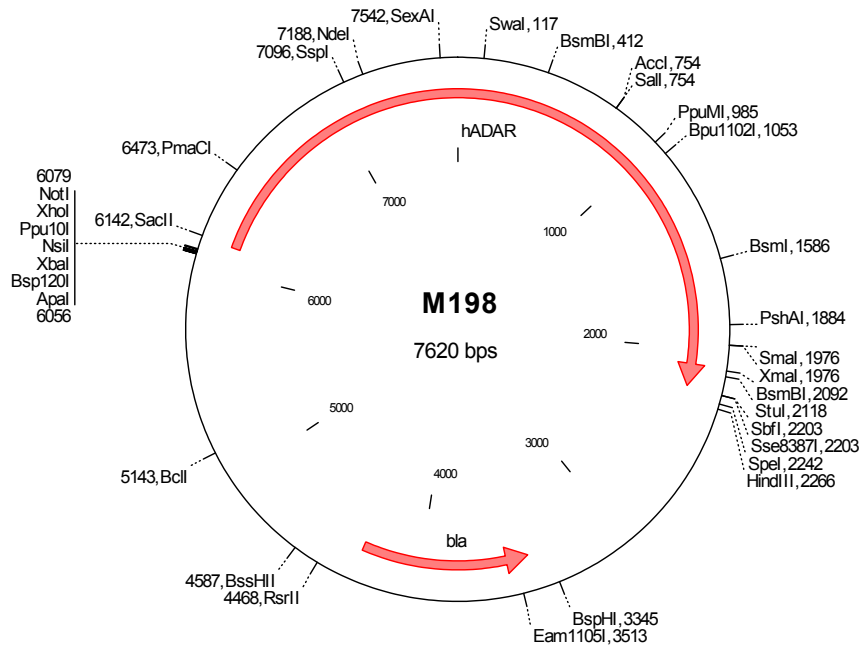 7542, SexAI
SwaI, 117
7188, NdeI
7096, SspI
BsmBI, 412
AccI, 754
SalI, 754
PpuMI, 985
Bpu1102I, 1053
hADAR
6473, PmaCI
7000
6079
NotI
XhoI
Ppu10I
NsiI
XbaI
Bsp120I
ApaI
6056
6142, SacII
1000
BsmI, 1586
6000
M198
7620 bps
PshAI, 1884
2000
SmaI, 1976
XmaI, 1976
BsmBI, 2092
StuI, 2118
SbfI, 2203
Sse8387I, 2203
SpeI, 2242
HindIII, 2266
5000
3000
5143, BclI
4000
bla
4587, BssHII
4468, RsrII
BspHI, 3345
Eam1105I, 3513